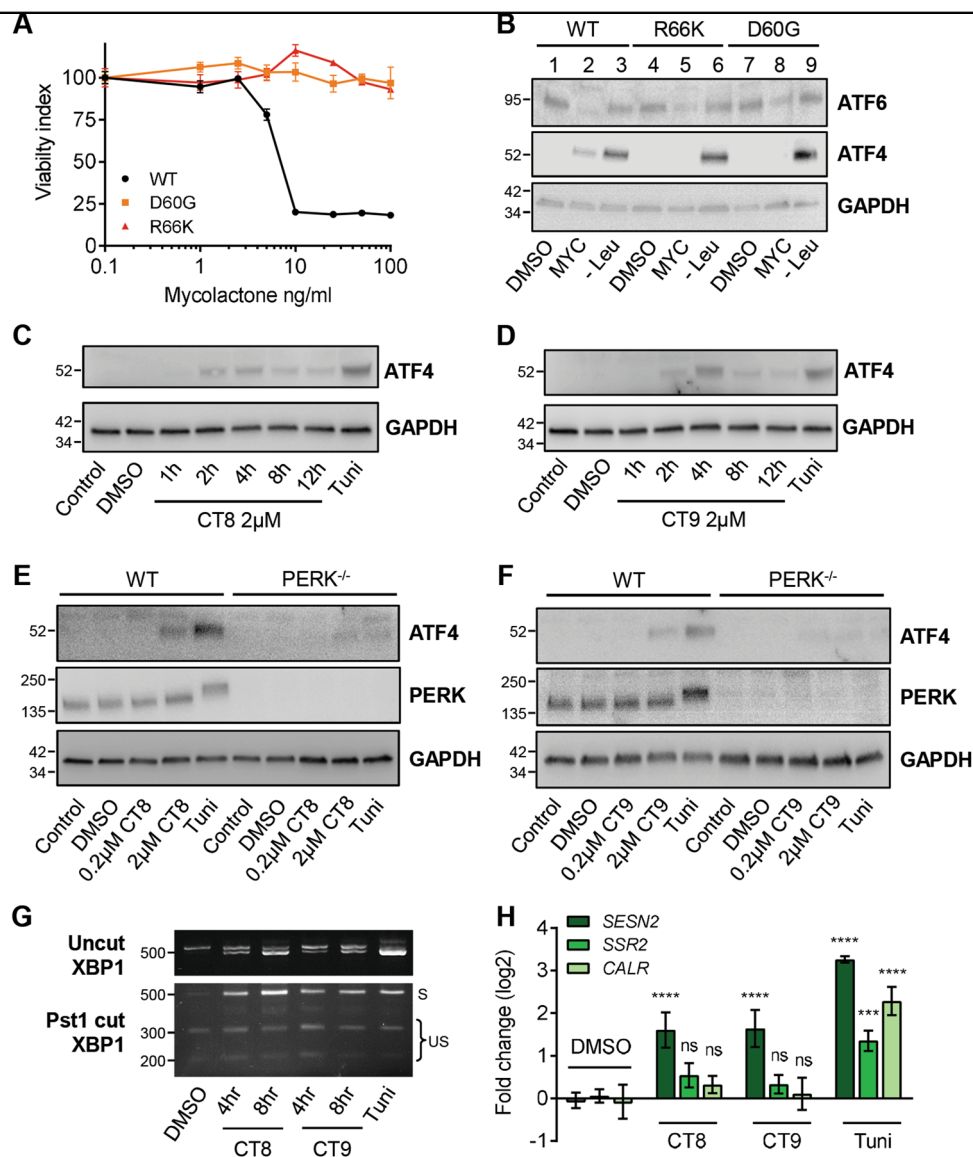 A
Viabilty index
100
75
50
25
0
0.1 1 10 100
Mycolactone ng/ml
WT
D60G
R66K
B
WT R66K D60G
1 2 3 4 5 6 7 8 9
95 ATF6
52 ATF4
42
34 GAPDH
DMSO MYC - Leu DMSO MYC - Leu DMSO MYC - Leu
C
52 ATF4
42
34 GAPDH
Control DMSO 1h 2h 4h 8h 12h Tuni
CT8 2µM
D
52 ATF4
42
34 GAPDH
Control DMSO 1h 2h 4h 8h 12h Tuni
CT9 2µM
E
WT PERK-/-
52 ATF4
250
135 PERK
42
34 GAPDH
Control DMSO 0.2µM CT8 2µM CT8 Tuni Control DMSO 0.2µM CT8 2µM CT8 Tuni
F
WT PERK-/-
52 ATF4
250
135 PERK
42
34 GAPDH
Control DMSO 0.2µM CT9 2µM CT9 Tuni Control DMSO 0.2µM CT9 2µM CT9 Tuni
G
Uncut
XBP1
500
Pst1 cut
XBP1
500 S
300
200 US
DMSO 4hr 8hr 4hr 8hr Tuni
CT8 CT9
H
Fold change (log2)
4
3
2
1
0
-1
SESN2
SSR2
CALR
DMSO
**** ns ns
**** ns ns
**** *** ****
CT8 CT9 Tuni